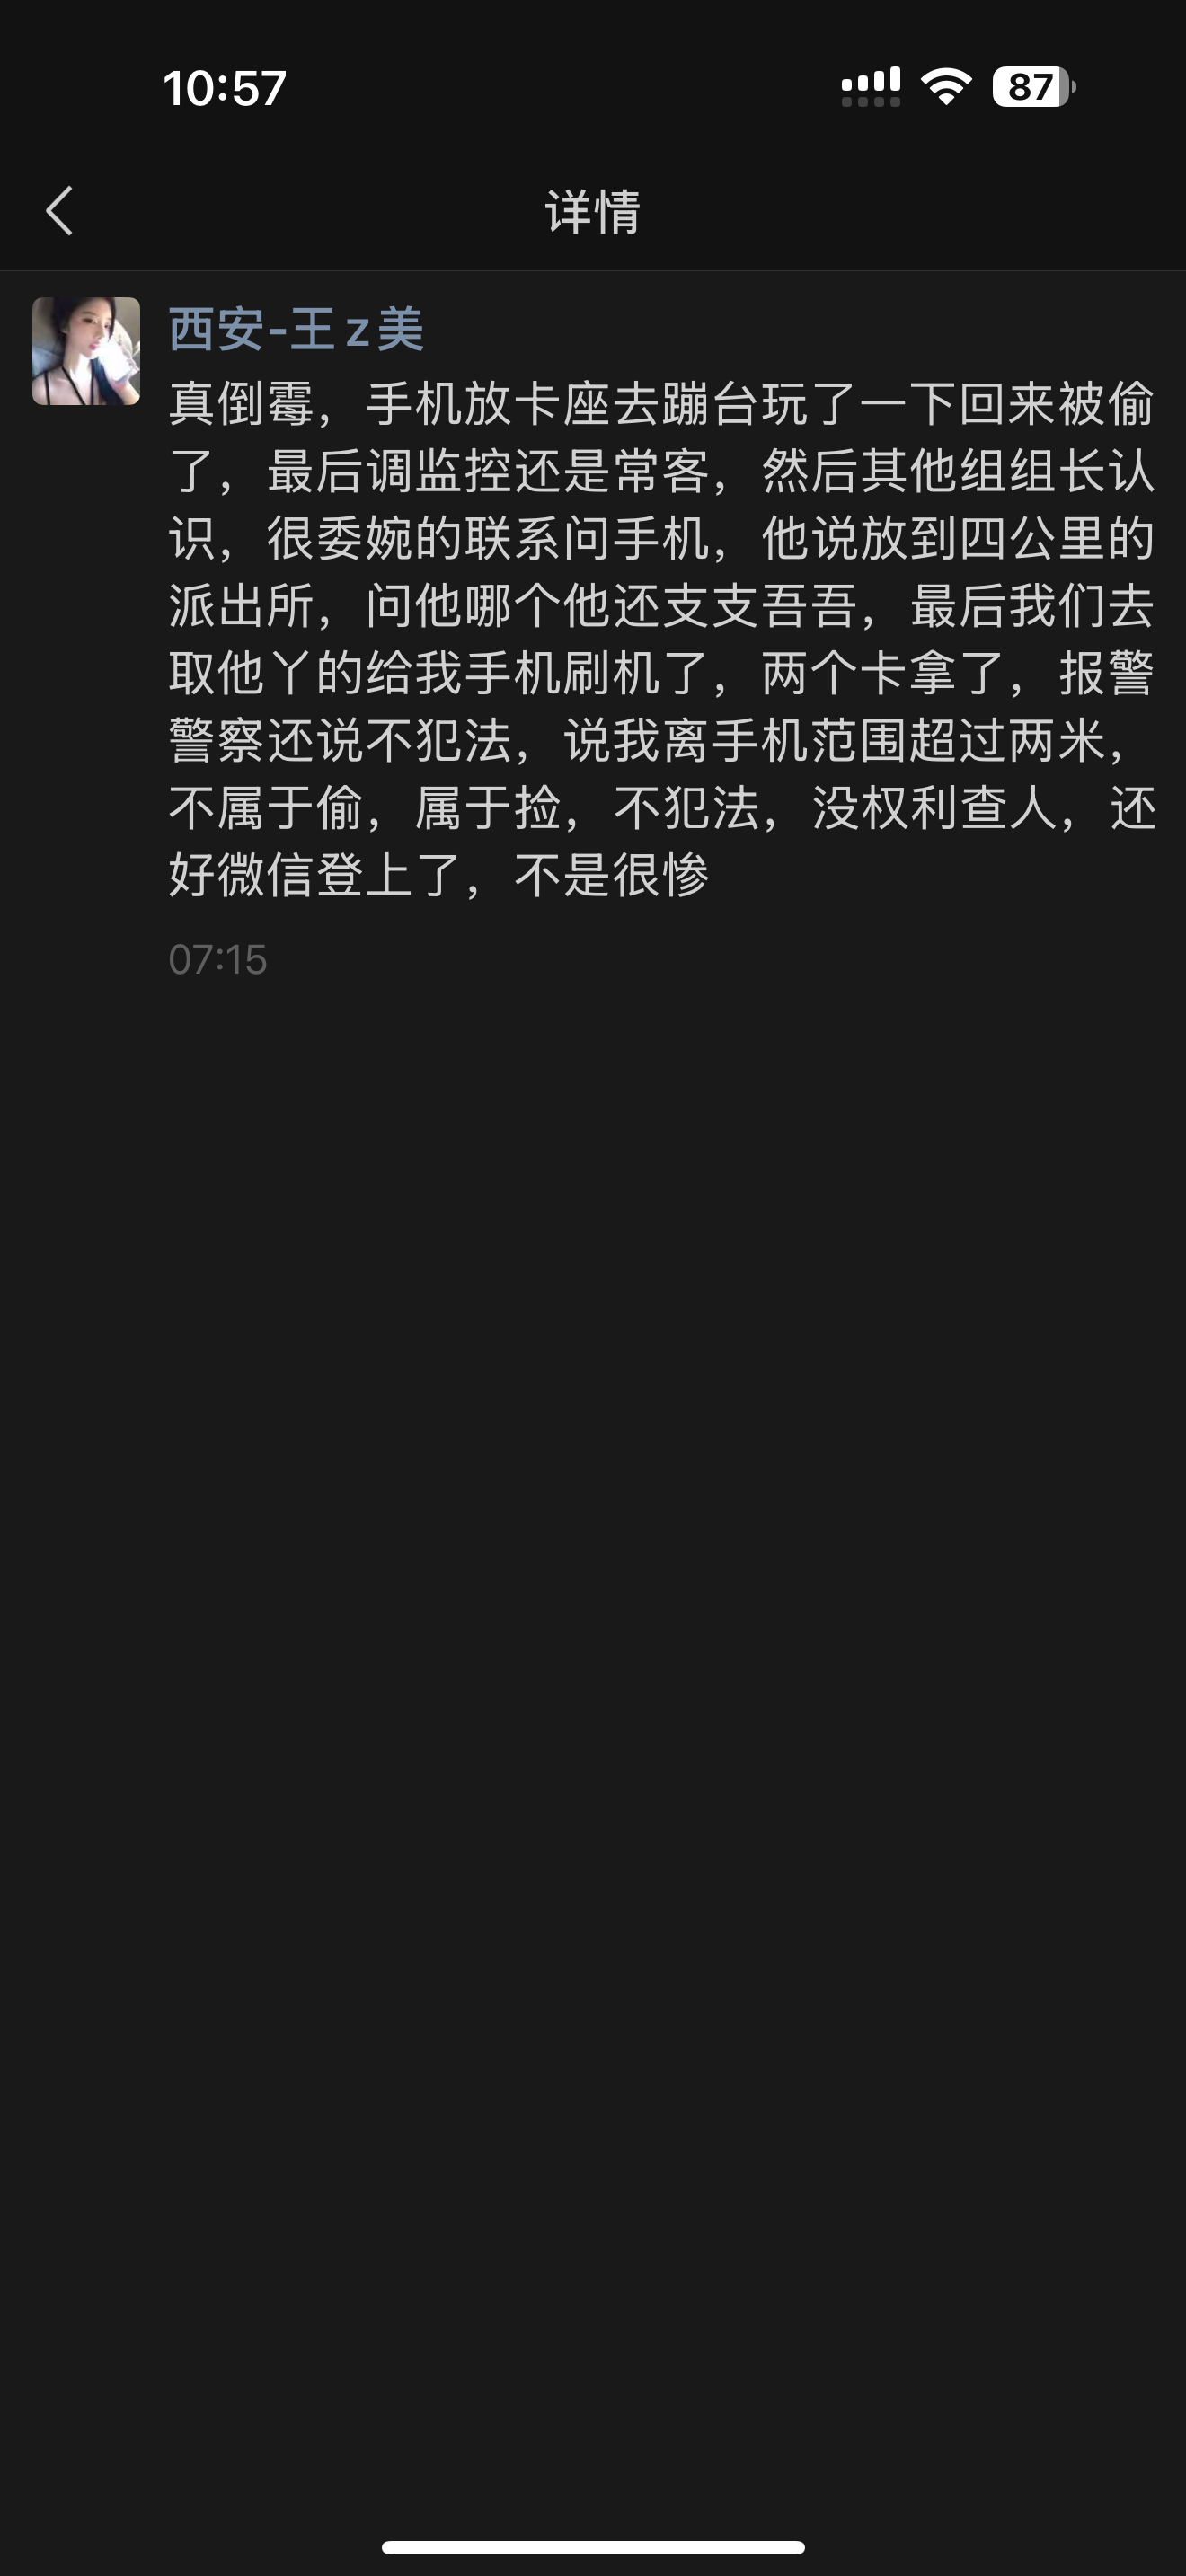 10:57
87
详情
西安-王z美
真倒霉，手机放卡座去蹦台玩了一下回来被偷
了，最后调监控还是常客，然后其他组组长认
识，很委婉的联系问手机，他说放到四公里的
派出所，问他哪个他还支支吾吾，最后我们去
取他丫的给我手机刷机了，两个卡拿了，报警
警察还说不犯法，说我离手机范围超过两米，
不属于偷，属于捡，不犯法，没权利查人，还
好微信登上了，不是很惨
07:15